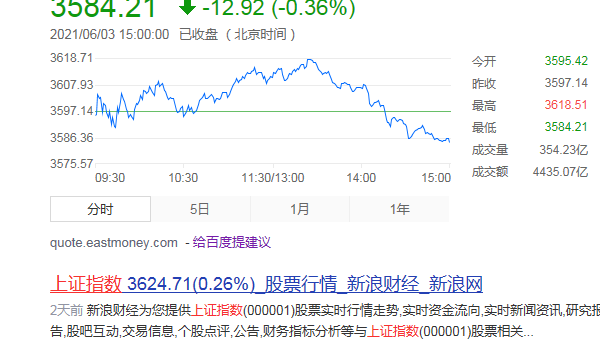 3584.21 -12.92 (-0.36%)
2021/06/03 15:00:00 已收盘 （北京时间）
3618.71
3607.93
3597.14
3586.36
3575.57
09:30 10:30 11:30/13:00 14:00 15:00
今开 3595.42
昨收 3597.14
最高 3618.51
最低 3584.21
成交量 354.23亿
成交额 4435.07亿
分时 5日 1月 1年
quote.eastmoney.com - 给百度提建议
上证指数 3624.71(0.26%)_股票行情_新浪财经_新浪网
2天前 新浪财经为您提供上证指数(000001)股票实时行情走势,实时资金流向,实时新闻资讯,研究报
告,股吧互动,交易信息,个股点评,公告,财务指标分析等与上证指数(000001)股票相关...